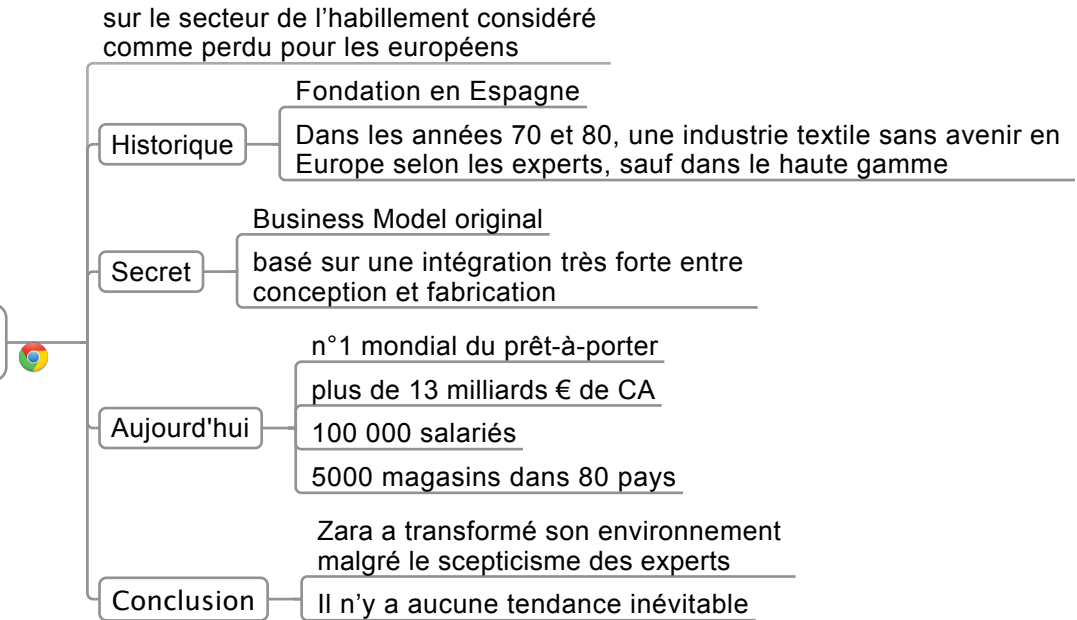 sur le secteur de l’habillement considéré
comme perdu pour les européens
Historique
Fondation en Espagne
Dans les années 70 et 80, une industrie textile sans avenir en
Europe selon les experts, sauf dans le haute gamme
Secret
Business Model original
basé sur une intégration très forte entre
conception et fabrication
Aujourd'hui
n°1 mondial du prêt-à-porter
plus de 13 milliards € de CA
100 000 salariés
5000 magasins dans 80 pays
Conclusion
Zara a transformé son environnement
malgré le scepticisme des experts
Il n’y a aucune tendance inévitable